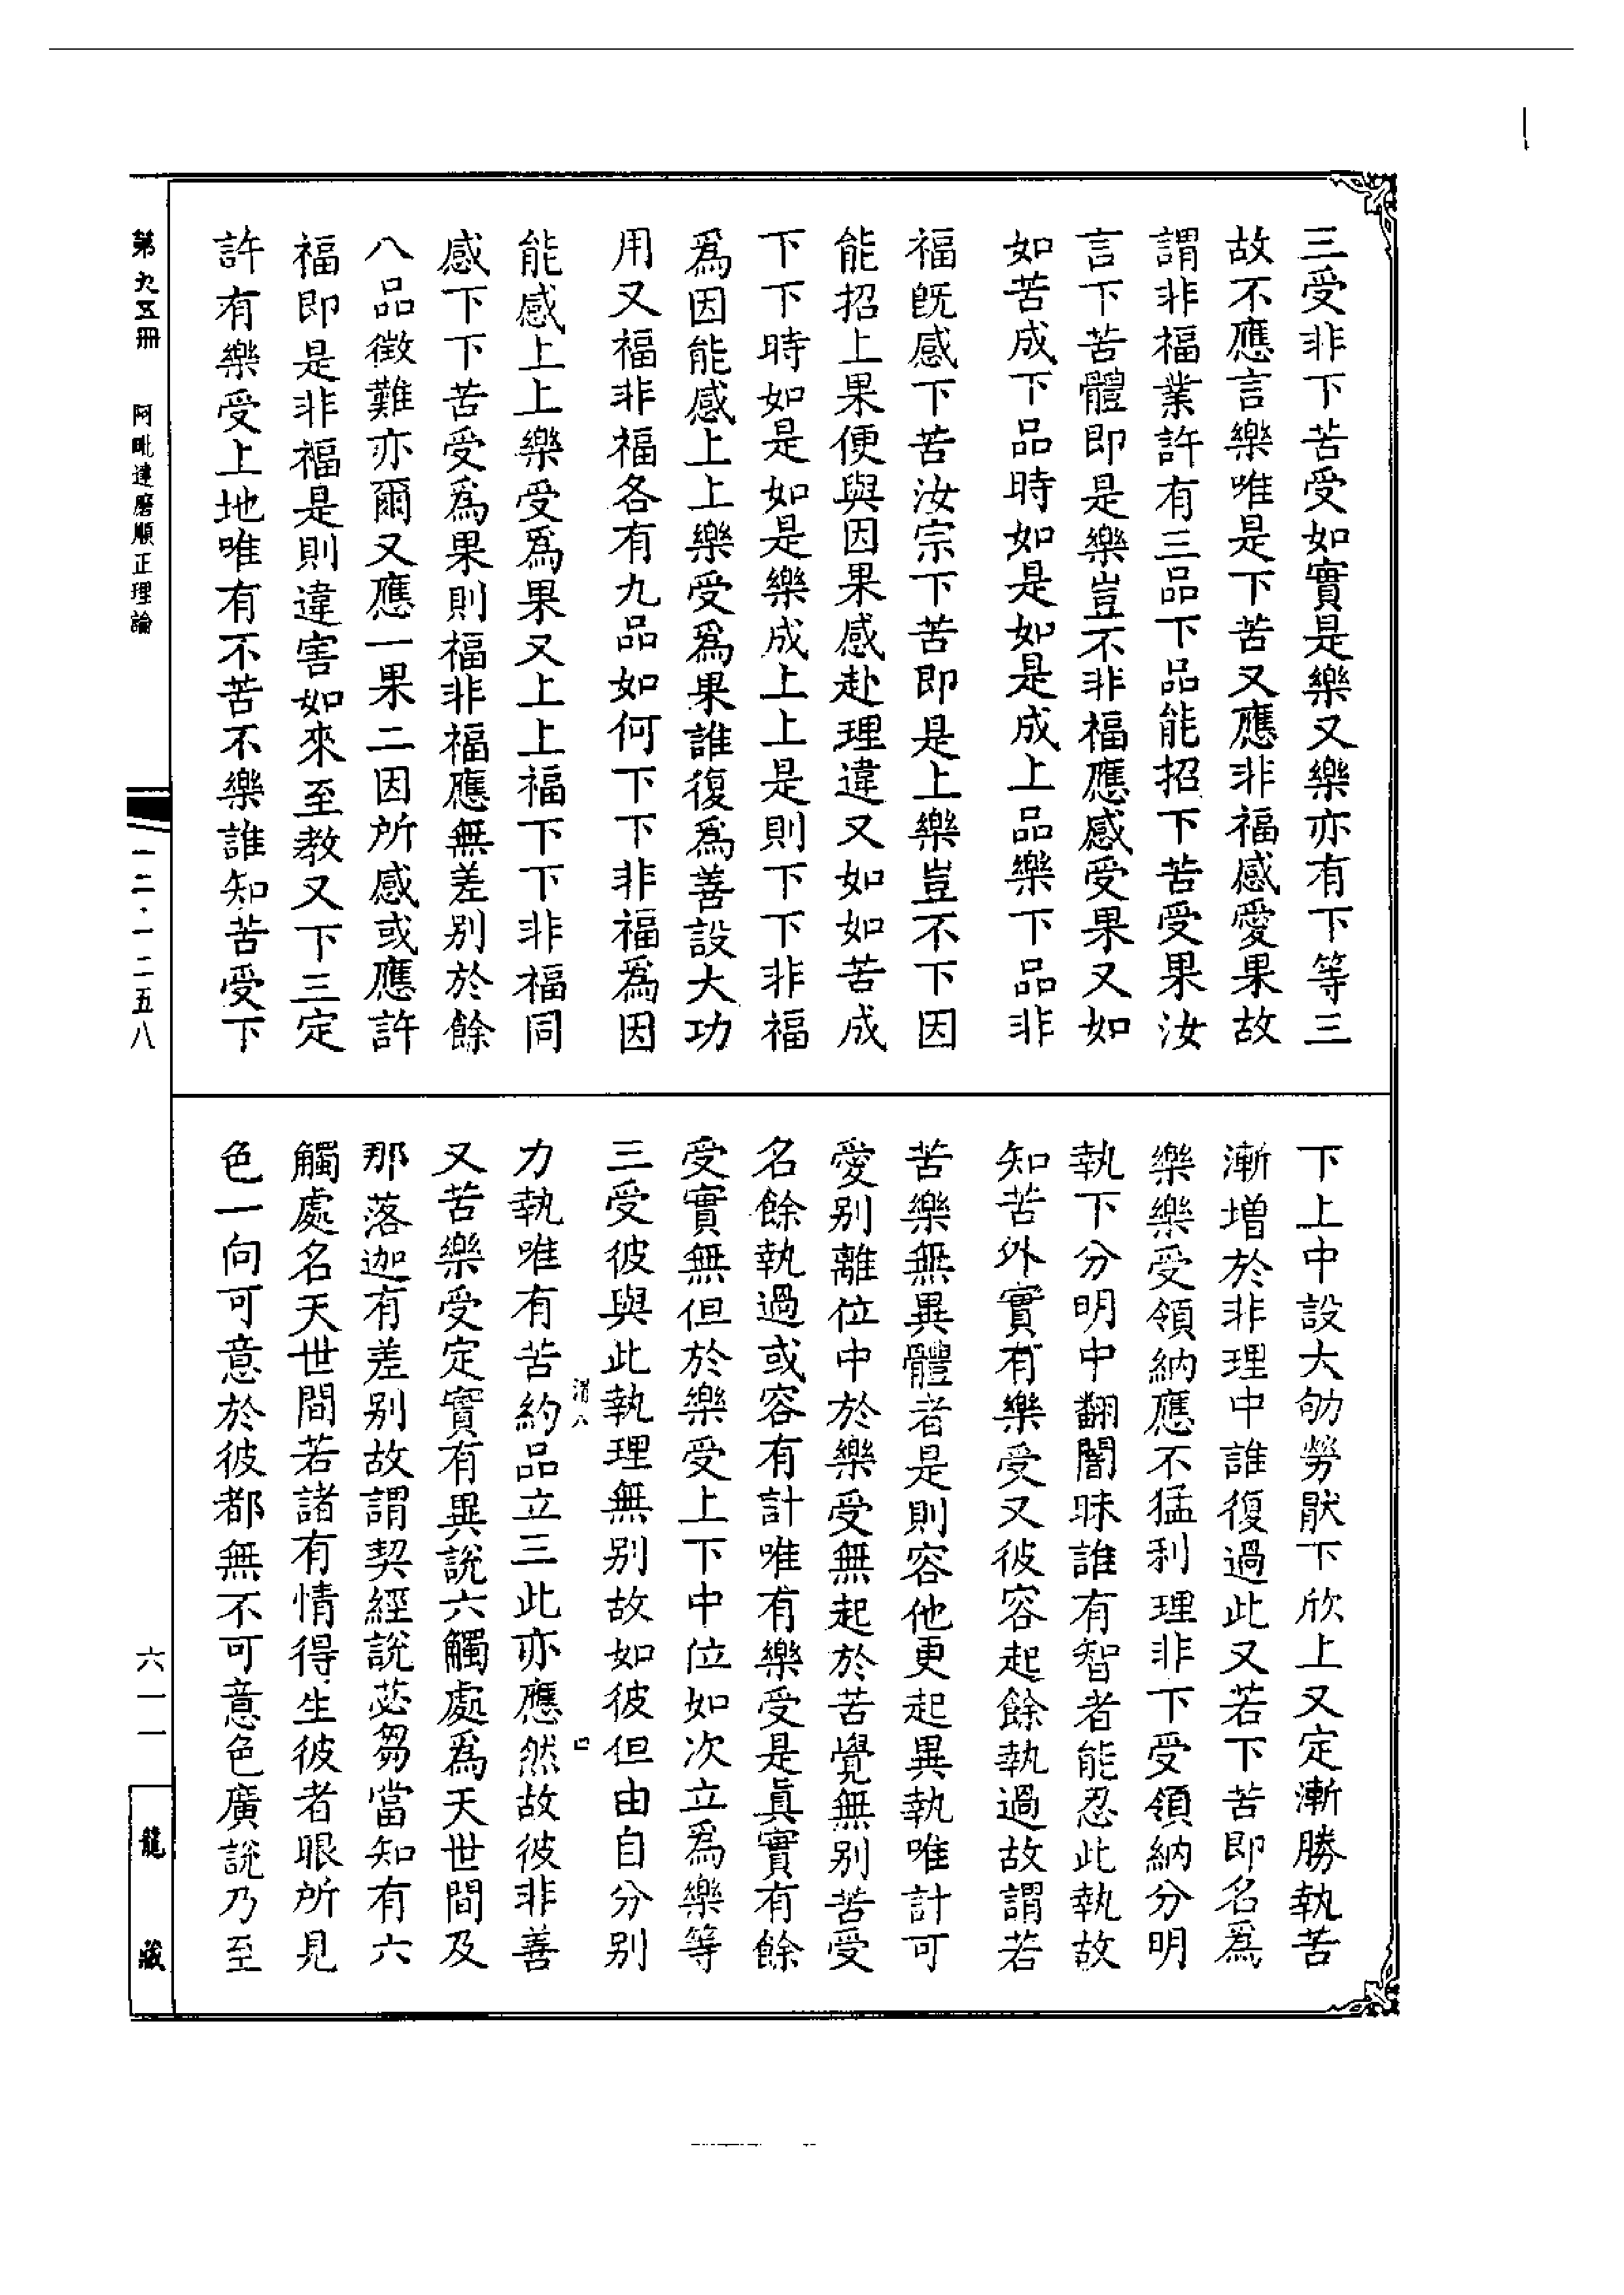 三受非下苦受如實是樂又樂亦有下等三
故不應言樂唯是下苦又應非福感愛果故
謂非福業許有三品下品能招下苦受果汝
言下苦體即是樂豈不非福應感受果又如
如苦成下品時如是如是成上品樂下品非
福旣感下苦汝宗下苦即是上樂豈不下因
能招上果便與因果感赴理違又如如苦成
下下時如是如是樂成上上是則下下非福
爲因能感上上樂受爲果誰復爲善設大功
用又福非福各有九品如何下下非福爲因
能感上上樂受爲果又上上福下下非福同
感下下苦受爲果則福非福應無差別於餘
八品徵難亦爾又應一果二因所感或應許
福即是非福是則違害如來至教又下三定
許有樂受上地唯有不苦不樂誰知苦受下
下上中設大劬勞猒下欣上又定漸勝執苦
漸增於非理中誰復過此又若下苦即名爲
樂樂受領納應不猛利理非下受領納分明
執下分明中翻闇昧誰有智者能忍此執故
知苦外實有樂受又彼容起餘執過故謂若
苦樂無異體者是則容他更起異執唯計可
愛別離位中於樂受無起於苦覺無別苦受
名餘執過或容有計唯有樂受是眞實有餘
受實無但於樂受上下中位如次立爲樂等
三受彼與此執理無別故如彼但由自分別
力執唯有苦約品立三此亦應然故彼非善
又苦樂受定實有異說六觸處爲天世間及
那落迦有差別故謂契經說苾芻當知有六
觸處名天世間若諸有情得生彼者眼所見
色一向可意於彼都無不可意色廣說乃至
第九五冊
阿毗達磨順正理論
一二·一二五八
六一一
龍藏